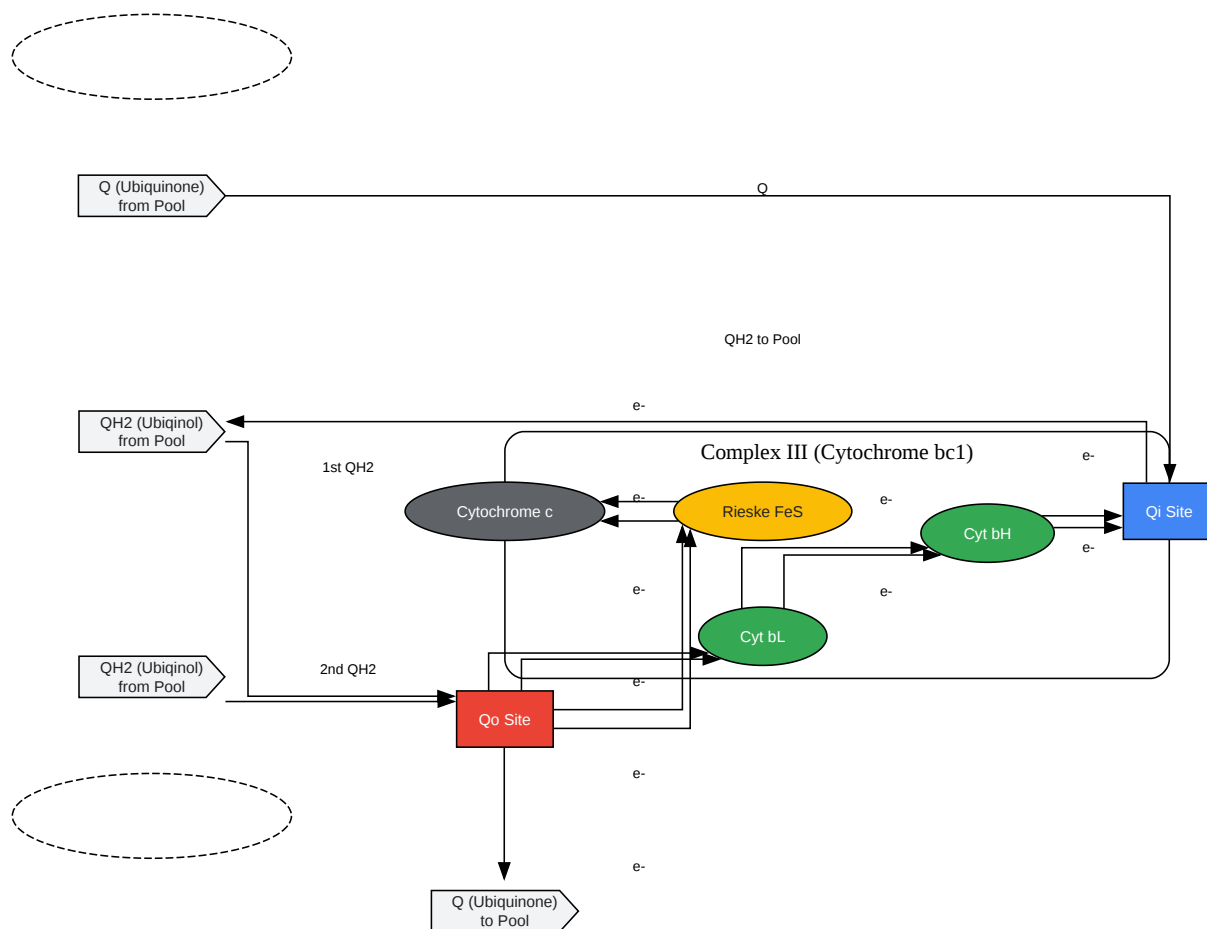 Q (Ubiquinone)
from Pool
Q
QH2 to Pool
QH2 (Ubiqinol)
from Pool
e-
Complex III (Cytochrome bc1)
e-
1st QH2
e-
e-
Cytochrome c
Rieske FeS
Qi Site
Cyt bH
e-
e-
e-
Cyt bL
QH2 (Ubiqinol)
from Pool
2nd QH2
e-
Qo Site
e-
e-
Q (Ubiquinone)
to Pool